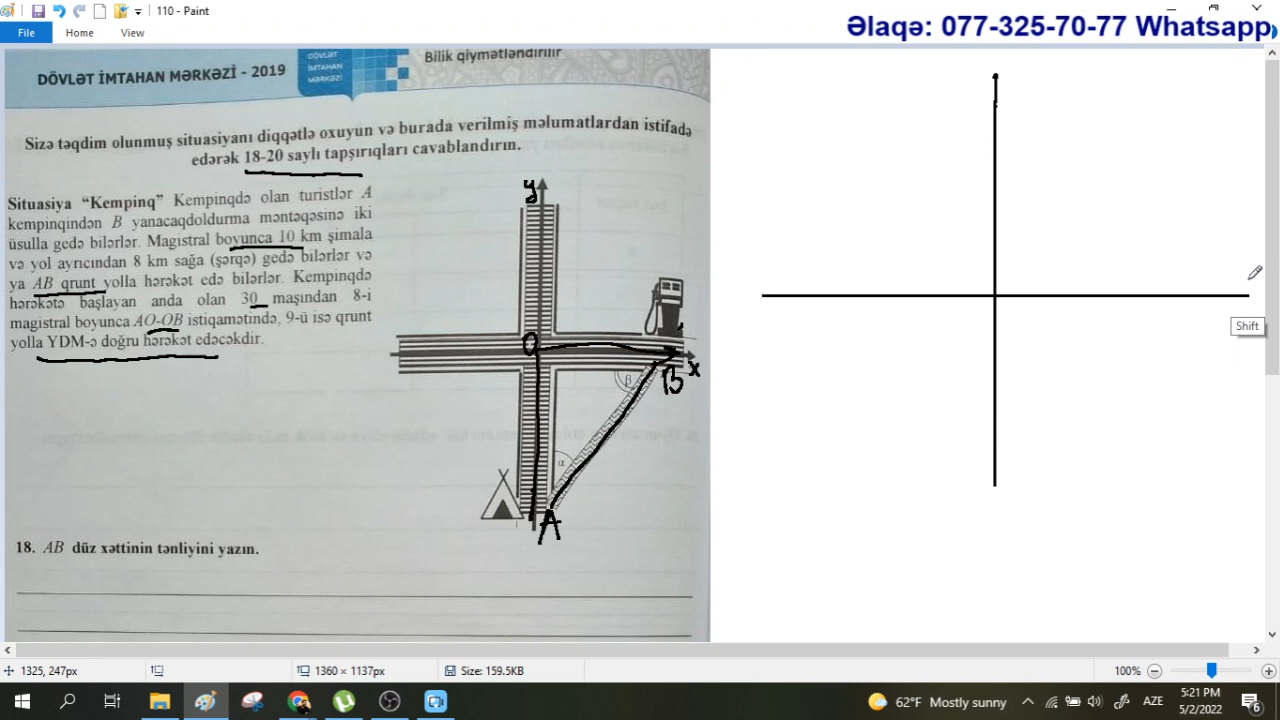 110 - Paint
File Home View
Əlaqə: 077-325-70-77 Whatsapp
DÖVLƏT İMTAHAN MƏRKƏZİ - 2019
DÖVLƏT
İMTAHAN
MƏRKƏZİ
Bilik qiymətləndirilir
Sizə təqdim olunmuş situasiyanı diqqətlə oxuyun və burada verilmiş məlumatlardan istifadə
edərək 18-20 saylı tapşırıqları cavablandırın.
Situasiya “Kempinq” Kempinqdə olan turistlər A
kempinqindən B yanacaqdoldurma məntəqəsinə iki
üsulla gedə bilərlər. Magistral boyunca 10 km şimala
və yol ayrıcından 8 km sağa (şərqə) gedə bilərlər və
ya AB qrunt yolla hərəkət edə bilərlər. Kempinqdə
hərəkətə başlayan anda olan 30 maşından 8-i
magistral boyunca AO-OB istiqamətində, 9-ü isə qrunt
yolla YDM-ə doğru hərəkət edəcəkdir.
y
O
B
x
β
α
A
18. AB düz xəttinin tənliyini yazın.
Shift
1325, 247px
1360 × 1137px
Size: 159.5KB
100%
62°F Mostly sunny
AZE
5:21 PM
5/2/2022
6